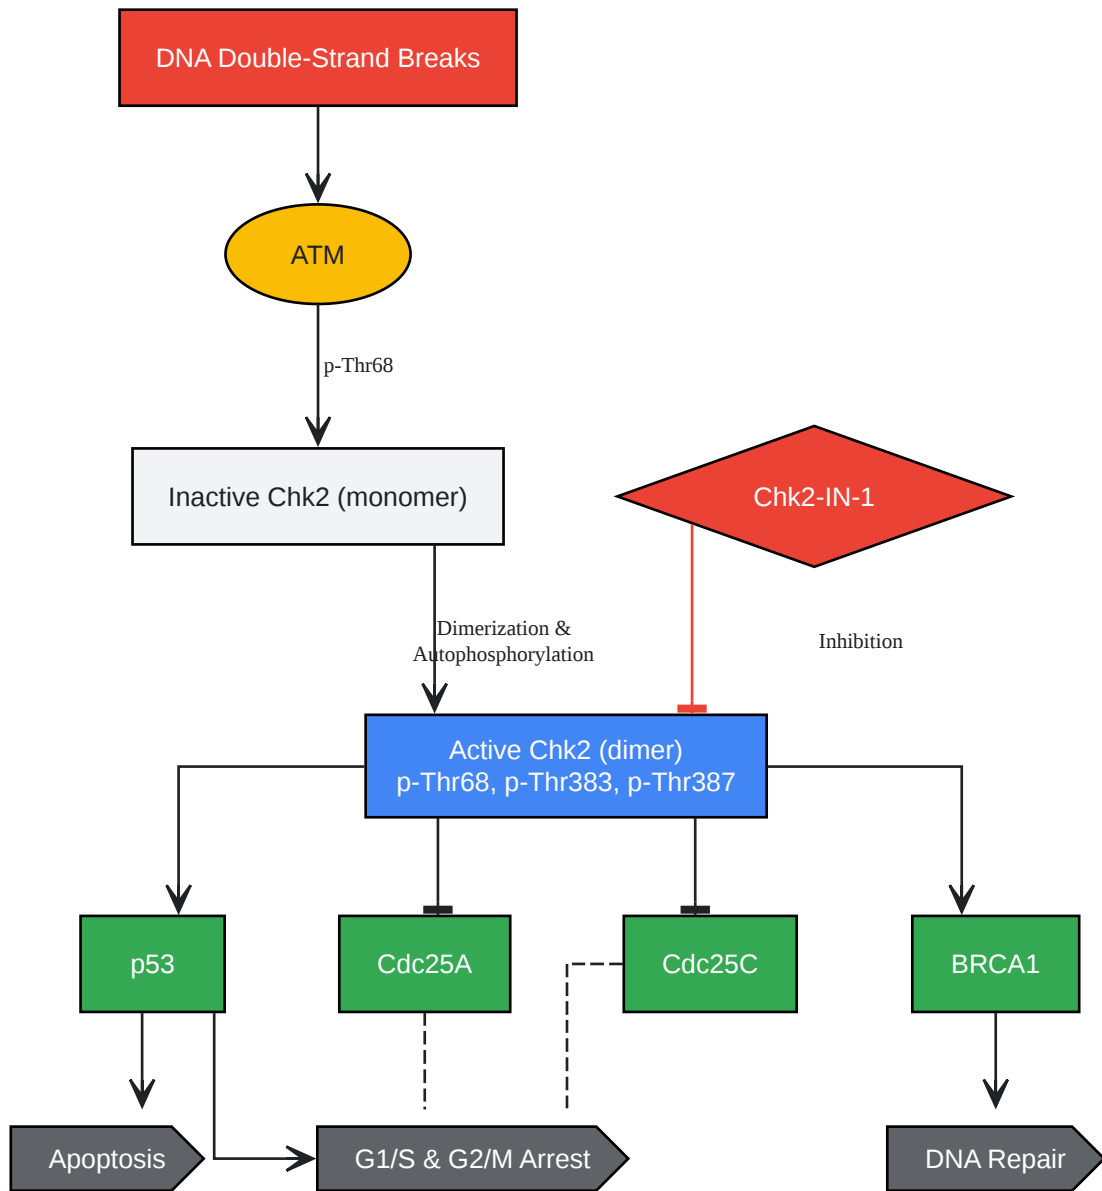 DNA Double-Strand Breaks
ATM
p-Thr68
Inactive Chk2 (monomer)
Chk2-IN-1
Dimerization &
Autophosphorylation
Inhibition
Active Chk2 (dimer)
p-Thr68, p-Thr383, p-Thr387
p53
Cdc25A
Cdc25C
BRCA1
Apoptosis
G1/S & G2/M Arrest
DNA Repair